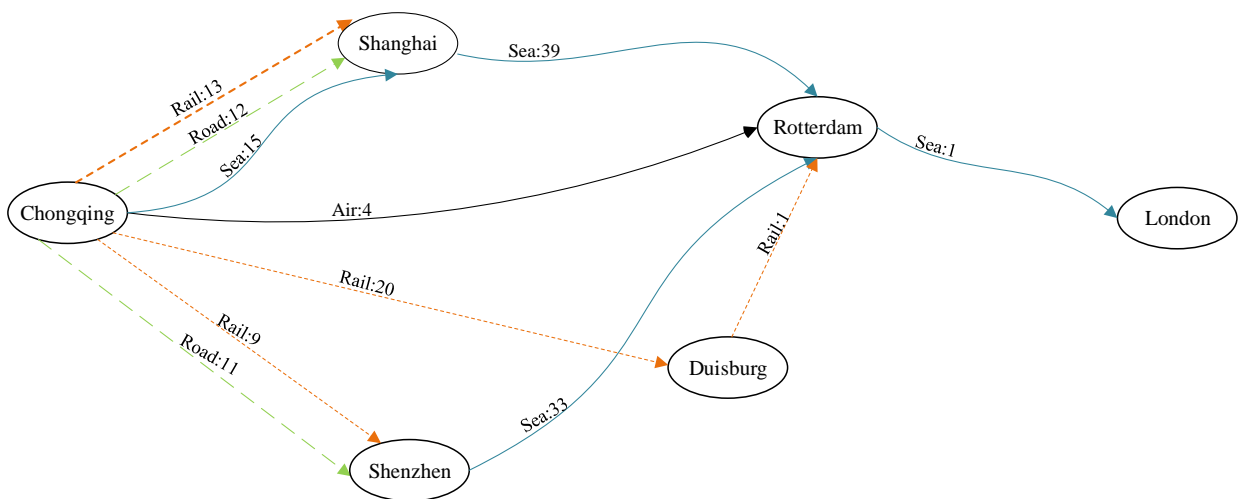 Shanghai
Sea:39
Rail:13
Road:12
Rotterdam
Sea:15
Sea:1
Chongqing
Air:4
London
Rail:1
Rail:20
Rail:9
Road:11
Duisburg
Sea:33
Shenzhen